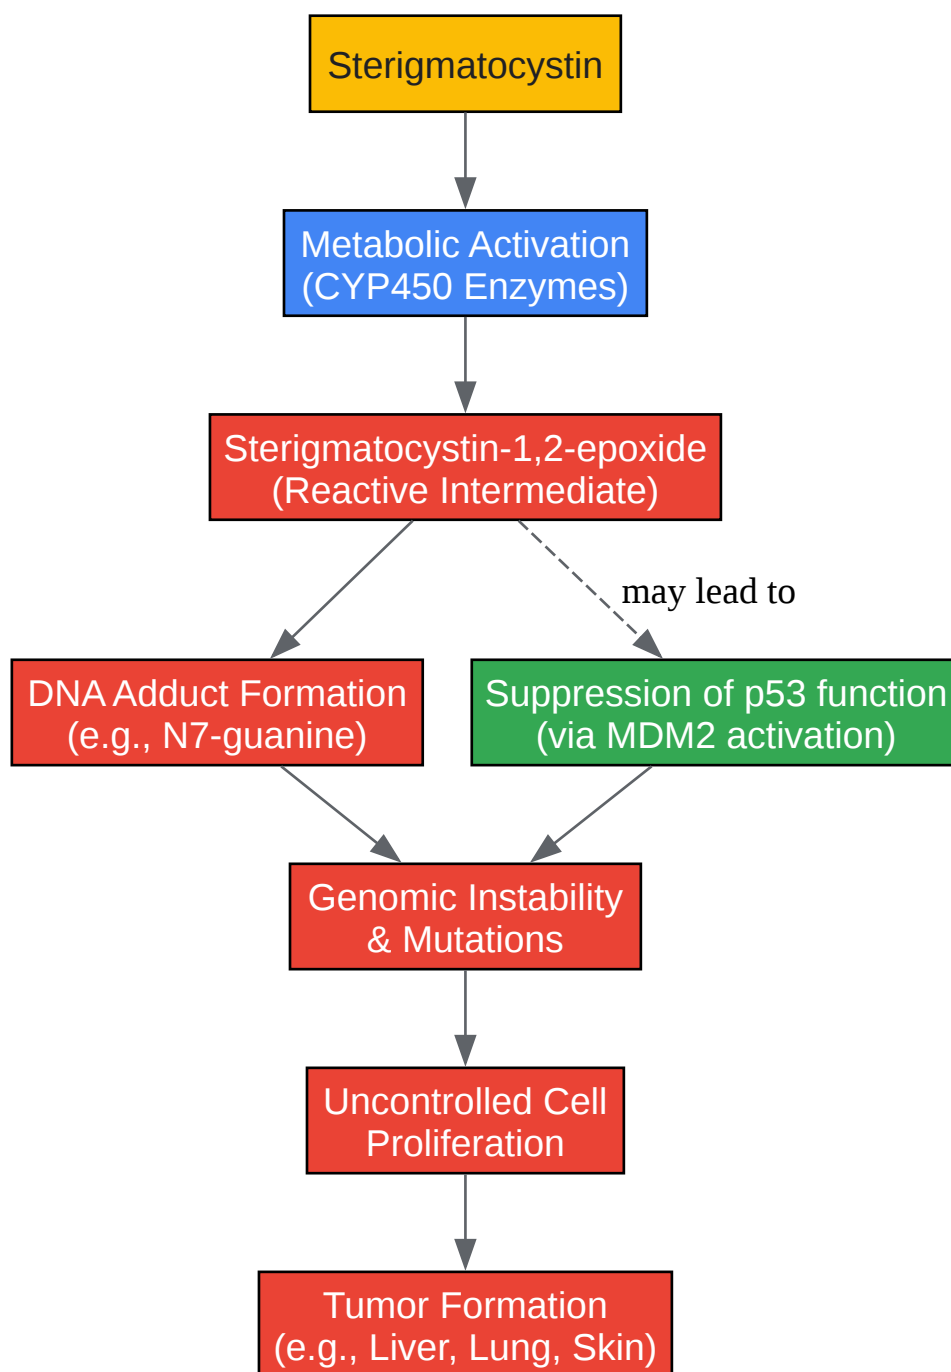 Sterigmatocystin
Metabolic Activation
(CYP450 Enzymes)
Sterigmatocystin-1,2-epoxide
(Reactive Intermediate)
may lead to
DNA Adduct Formation
(e.g., N7-guanine)
Suppression of p53 function
(via MDM2 activation)
Genomic Instability
& Mutations
Uncontrolled Cell
Proliferation
Tumor Formation
(e.g., Liver, Lung, Skin)